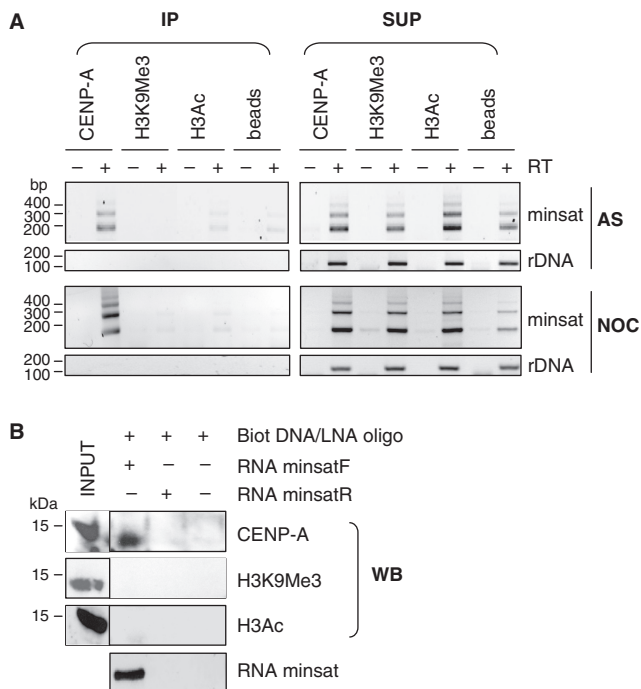 A
IP SUP
CENP-A H3K9Me3 H3Ac beads CENP-A H3K9Me3 H3Ac beads
– + – + – + – + – + – + – + – + RT
bp
400
300
200
minsat
AS
200
100
rDNA
400
300
200
minsat
NOC
200
100
rDNA
B
INPUT
+ + + Biot DNA/LNA oligo
+ – – RNA minsatF
– + – RNA minsatR
kDa
15 CENP-A
15 H3K9Me3
WB
15 H3Ac
RNA minsat